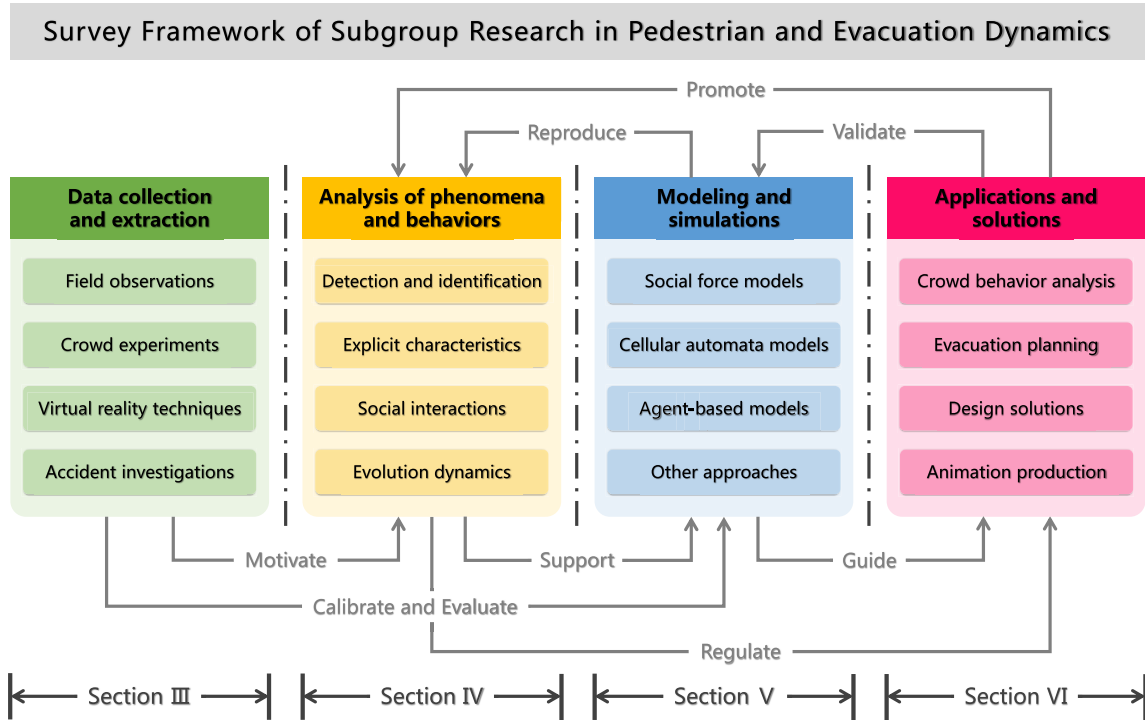 Survey Framework of Subgroup Research in Pedestrian and Evacuation Dynamics
Promote
Reproduce
Validate
Data collection
and extraction
Field observations
Crowd experiments
Virtual reality techniques
Accident investigations
Analysis of phenomena
and behaviors
Detection and identification
Explicit characteristics
Social interactions
Evolution dynamics
Modeling and
simulations
Social force models
Cellular automata models
Agent-based models
Other approaches
Applications and
solutions
Crowd behavior analysis
Evacuation planning
Design solutions
Animation production
Motivate
Support
Guide
Calibrate and Evaluate
Regulate
Section Ⅲ
Section Ⅳ
Section Ⅴ
Section Ⅵ